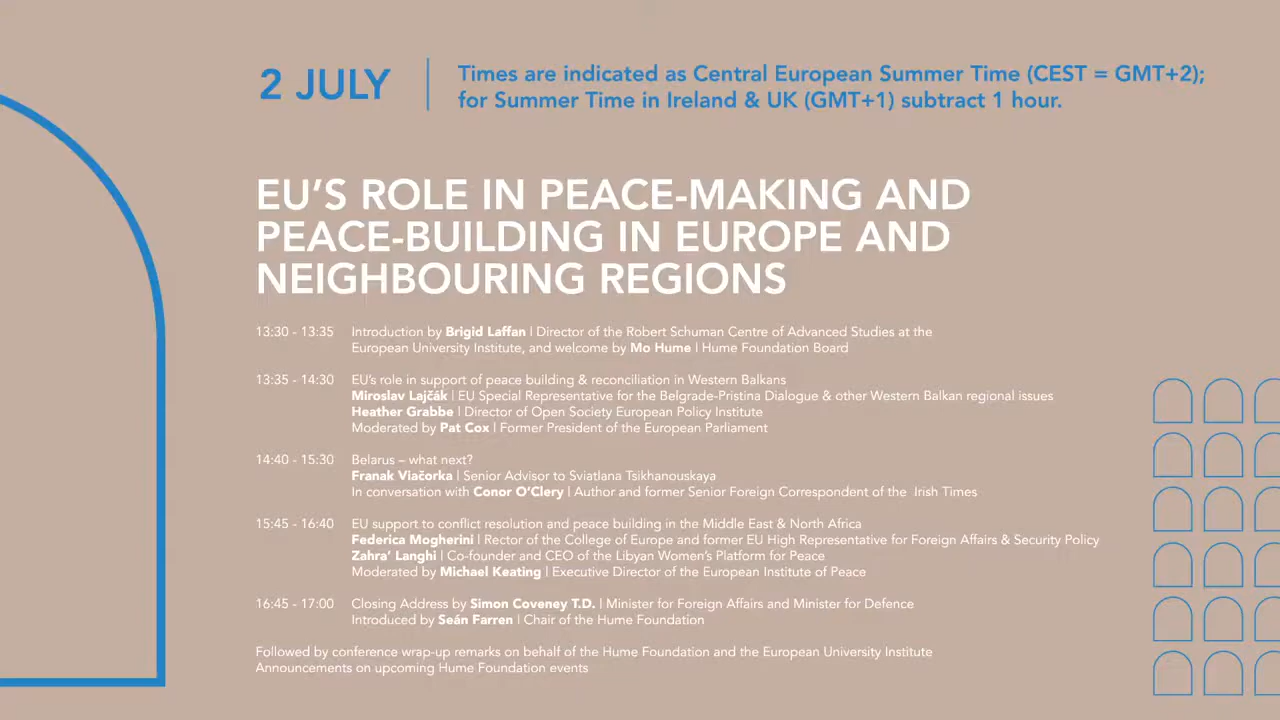 2 JULY
Times are indicated as Central European Summer Time (CEST = GMT+2);
for Summer Time in Ireland & UK (GMT+1) subtract 1 hour.
EU'S ROLE IN PEACE-MAKING AND
PEACE-BUILDING IN EUROPE AND
NEIGHBOURING REGIONS
13:30 - 13:35 Introduction by Brigid Laffan | Director of the Robert Schuman Centre of Advanced Studies at the
European University Institute, and welcome by Mo Hume | Hume Foundation Board
13:35 - 14:30 EU's role in support of peace building & reconciliation in Western Balkans
Miroslav Lajčák | EU Special Representative for the Belgrade-Pristina Dialogue & other Western Balkan regional issues
Heather Grabbe | Director of Open Society European Policy Institute
Moderated by Pat Cox | Former President of the European Parliament
14:40 - 15:30 Belarus – what next?
Franak Viačorka | Senior Advisor to Sviatlana Tsikhanouskaya
In conversation with Conor O'Clery | Author and former Senior Foreign Correspondent of the Irish Times
15:45 - 16:40 EU support to conflict resolution and peace building in the Middle East & North Africa
Federica Mogherini | Rector of the College of Europe and former EU High Representative for Foreign Affairs & Security Policy
Zahra' Langhi | Co-founder and CEO of the Libyan Women's Platform for Peace
Moderated by Michael Keating | Executive Director of the European Institute of Peace
16:45 - 17:00 Closing Address by Simon Coveney T.D. | Minister for Foreign Affairs and Minister for Defence
Introduced by Seán Farren | Chair of the Hume Foundation
Followed by conference wrap-up remarks on behalf of the Hume Foundation and the European University Institute
Announcements on upcoming Hume Foundation events